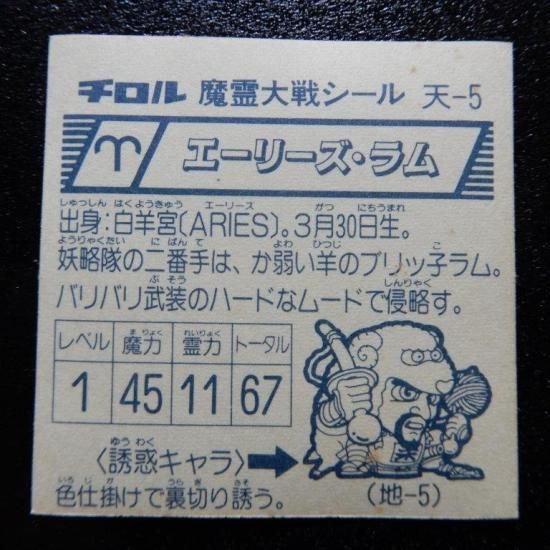 チロル 魔霊大戦シール 天-5
エーリーズ・ラム
しゅっしん はくようきゅう エーリーズ がつ にちうまれ
出身:白羊宮〔ARIES〕。3月30日生。
ようりゃくたい にばんて よわ ひつじ こ
妖略隊の二番手は、か弱い羊のブリッ子ラム。
ぶそう しんりゃく
バリバリ武装のハードなムードで侵略す。
まりょく れいりょく
レベル 魔力 霊力 トータル
1 45 11 67
ゆうわく
〈誘惑キャラ〉
いろじか うらぎ さそ
色仕掛けで裏切り誘う。
(地-5)